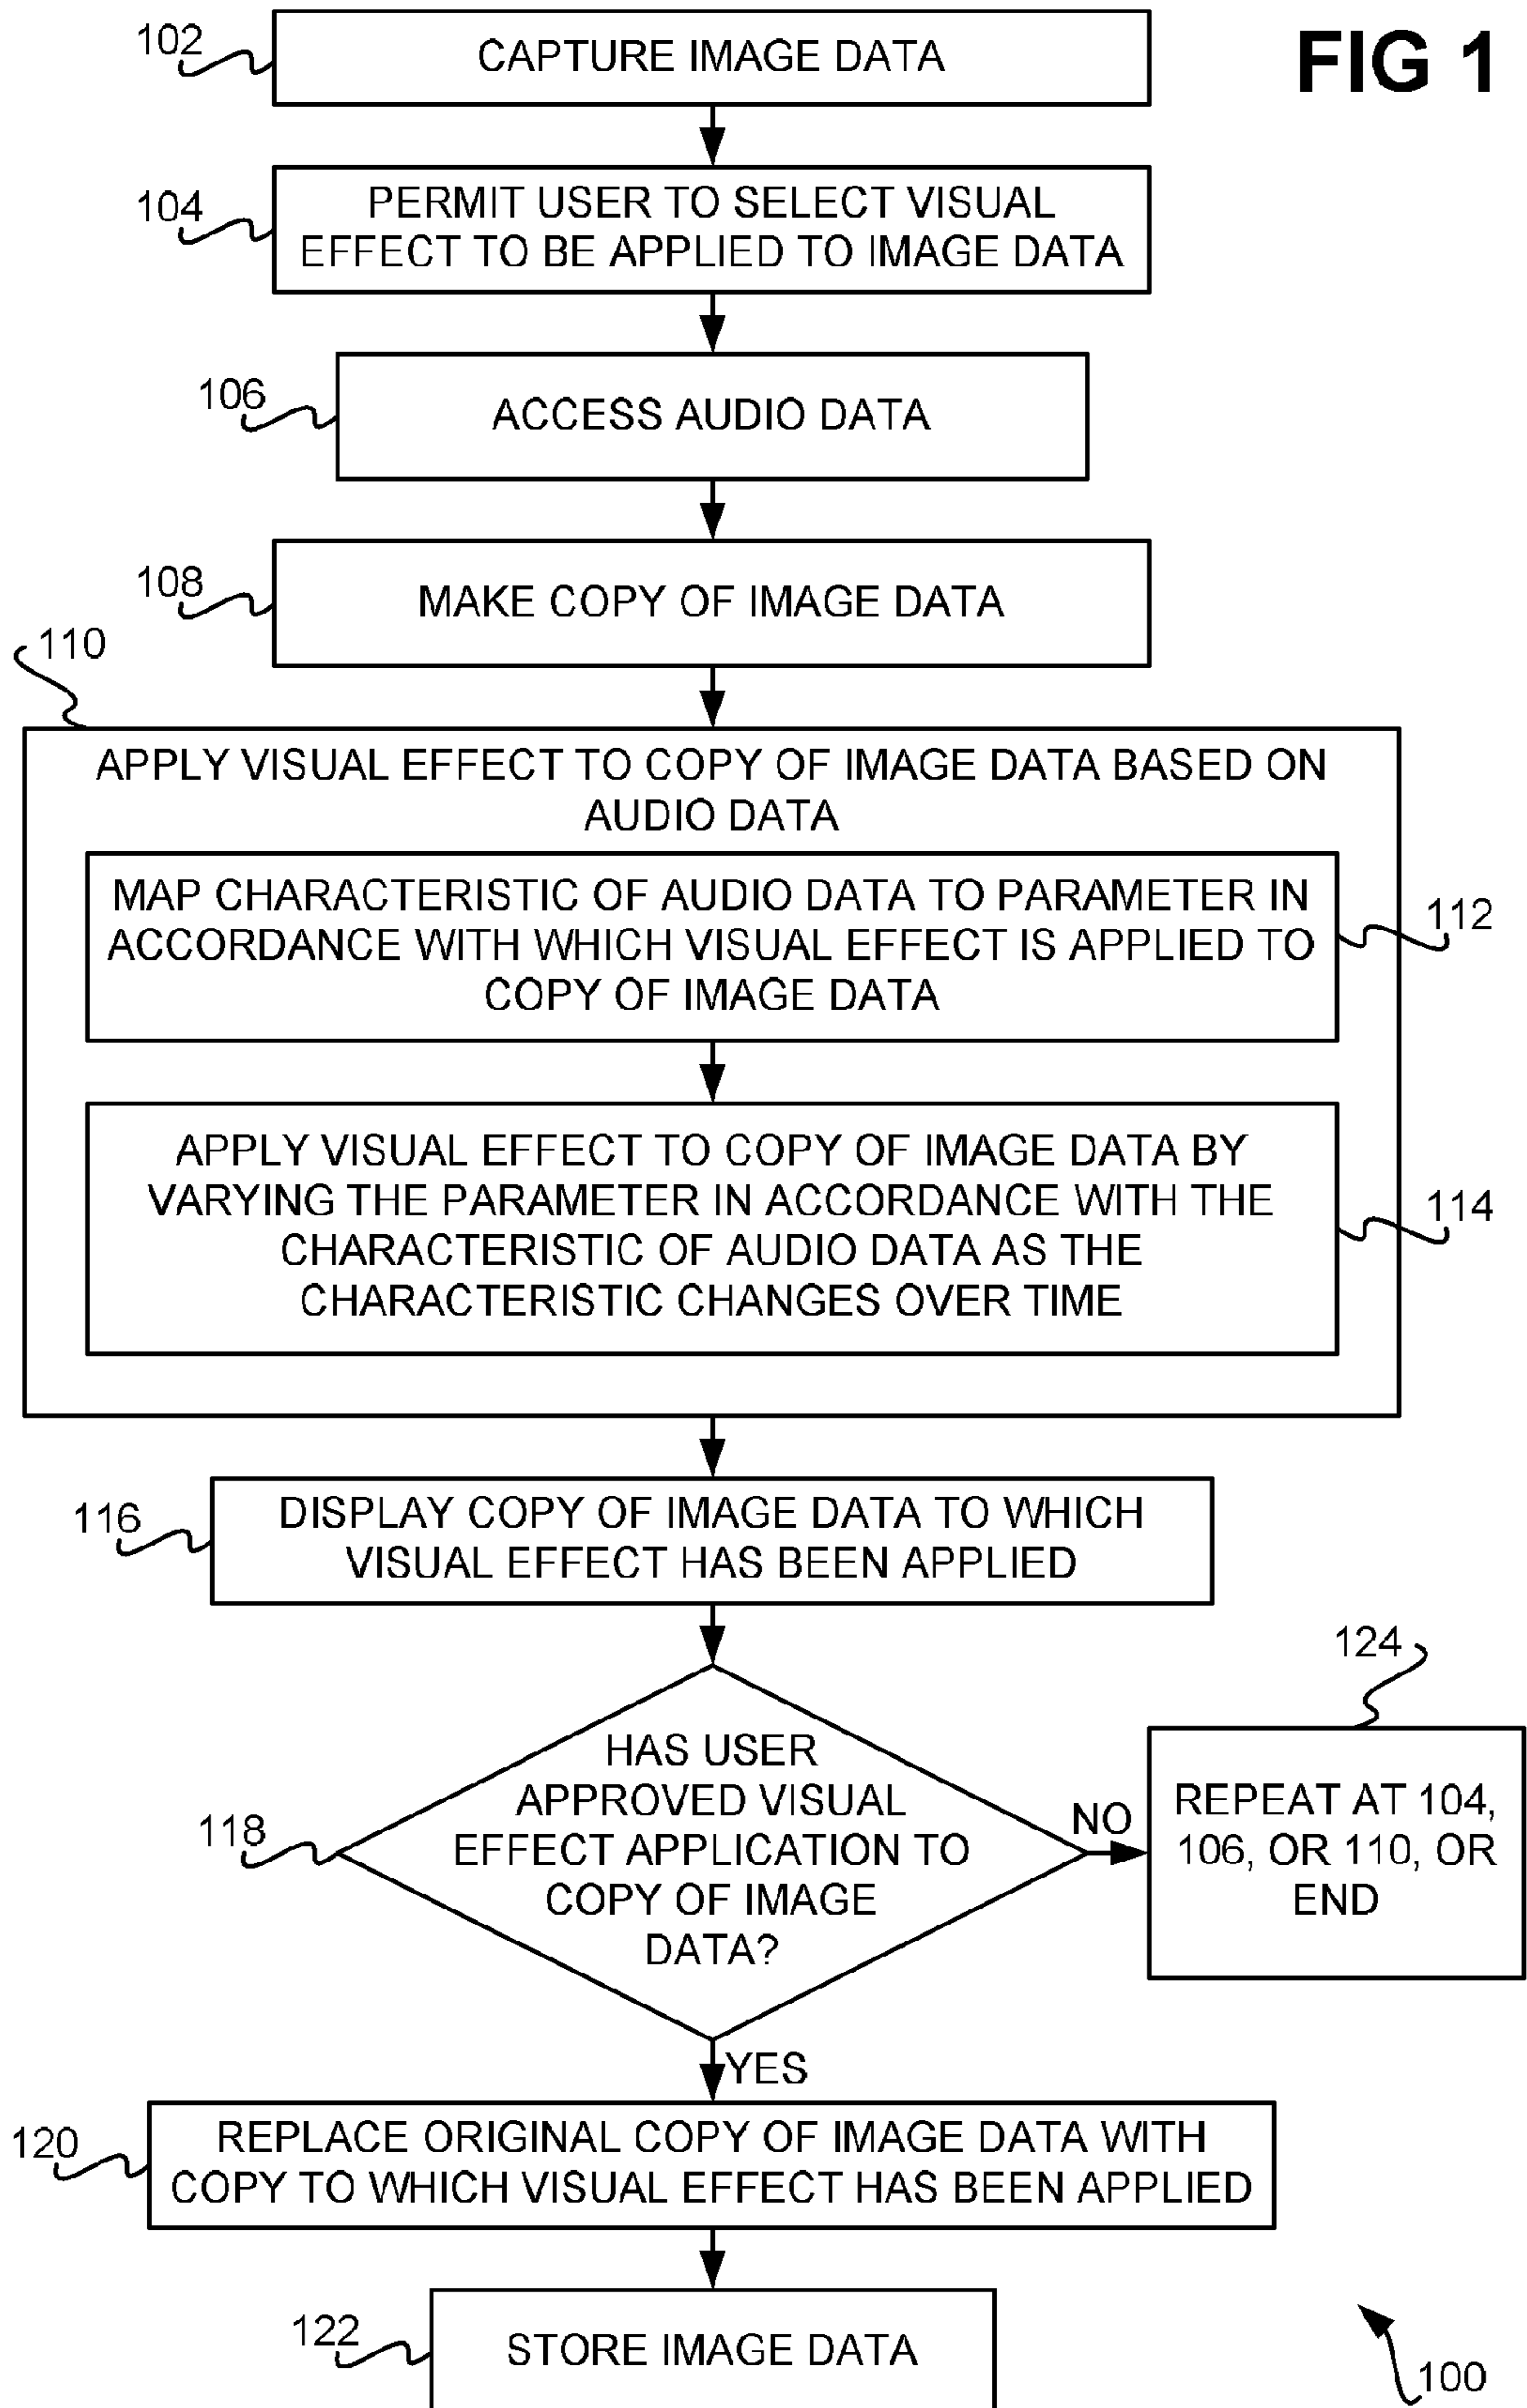 FIG 1
102
CAPTURE IMAGE DATA
104
PERMIT USER TO SELECT VISUAL
EFFECT TO BE APPLIED TO IMAGE DATA
106
ACCESS AUDIO DATA
108
MAKE COPY OF IMAGE DATA
110
APPLY VISUAL EFFECT TO COPY OF IMAGE DATA BASED ON
AUDIO DATA
MAP CHARACTERISTIC OF AUDIO DATA TO PARAMETER IN
ACCORDANCE WITH WHICH VISUAL EFFECT IS APPLIED TO
COPY OF IMAGE DATA
112
APPLY VISUAL EFFECT TO COPY OF IMAGE DATA BY
VARYING THE PARAMETER IN ACCORDANCE WITH THE
CHARACTERISTIC OF AUDIO DATA AS THE
CHARACTERISTIC CHANGES OVER TIME
114
116
DISPLAY COPY OF IMAGE DATA TO WHICH
VISUAL EFFECT HAS BEEN APPLIED
118
HAS USER
APPROVED VISUAL
EFFECT APPLICATION TO
COPY OF IMAGE
DATA?
NO
124
REPEAT AT 104,
106, OR 110, OR
END
YES
120
REPLACE ORIGINAL COPY OF IMAGE DATA WITH
COPY TO WHICH VISUAL EFFECT HAS BEEN APPLIED
122
STORE IMAGE DATA
100